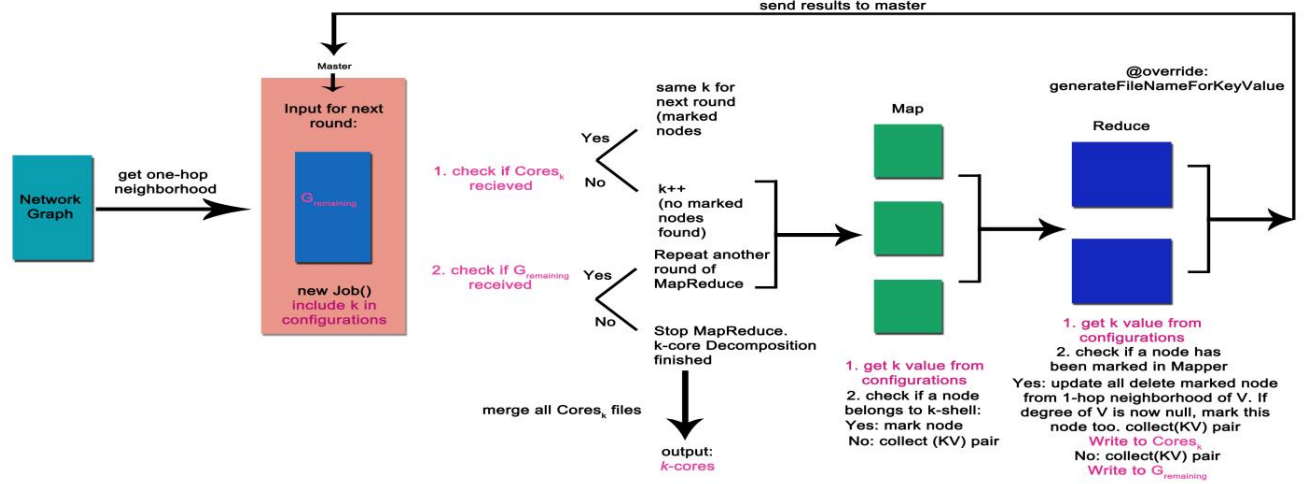 send results to master
Master
Input for next
round:
G_remaining
new Job()
include k in
configurations
Network
Graph
get one-hop
neighborhood
1. check if Cores_k
recieved
Yes
No
same k for
next round
(marked
nodes
k++
(no marked
nodes
found)
2. check if G_remaining
received
Yes
No
Repeat another
round of
MapReduce
Stop MapReduce.
k-core Decomposition
finished
merge all Cores_k files
output:
k-cores
Map
1. get k value from
configurations
2. check if a node
belongs to k-shell:
Yes: mark node
No: collect (KV) pair
@override:
generateFileNameForKeyValue
Reduce
1. get k value from
configurations
2. check if a node has
been marked in Mapper
Yes: update all delete marked node
from 1-hop neighborhood of V. If
degree of V is now null, mark this
node too. collect(KV) pair
Write to Cores_k
No: collect(KV) pair
Write to G_remaining